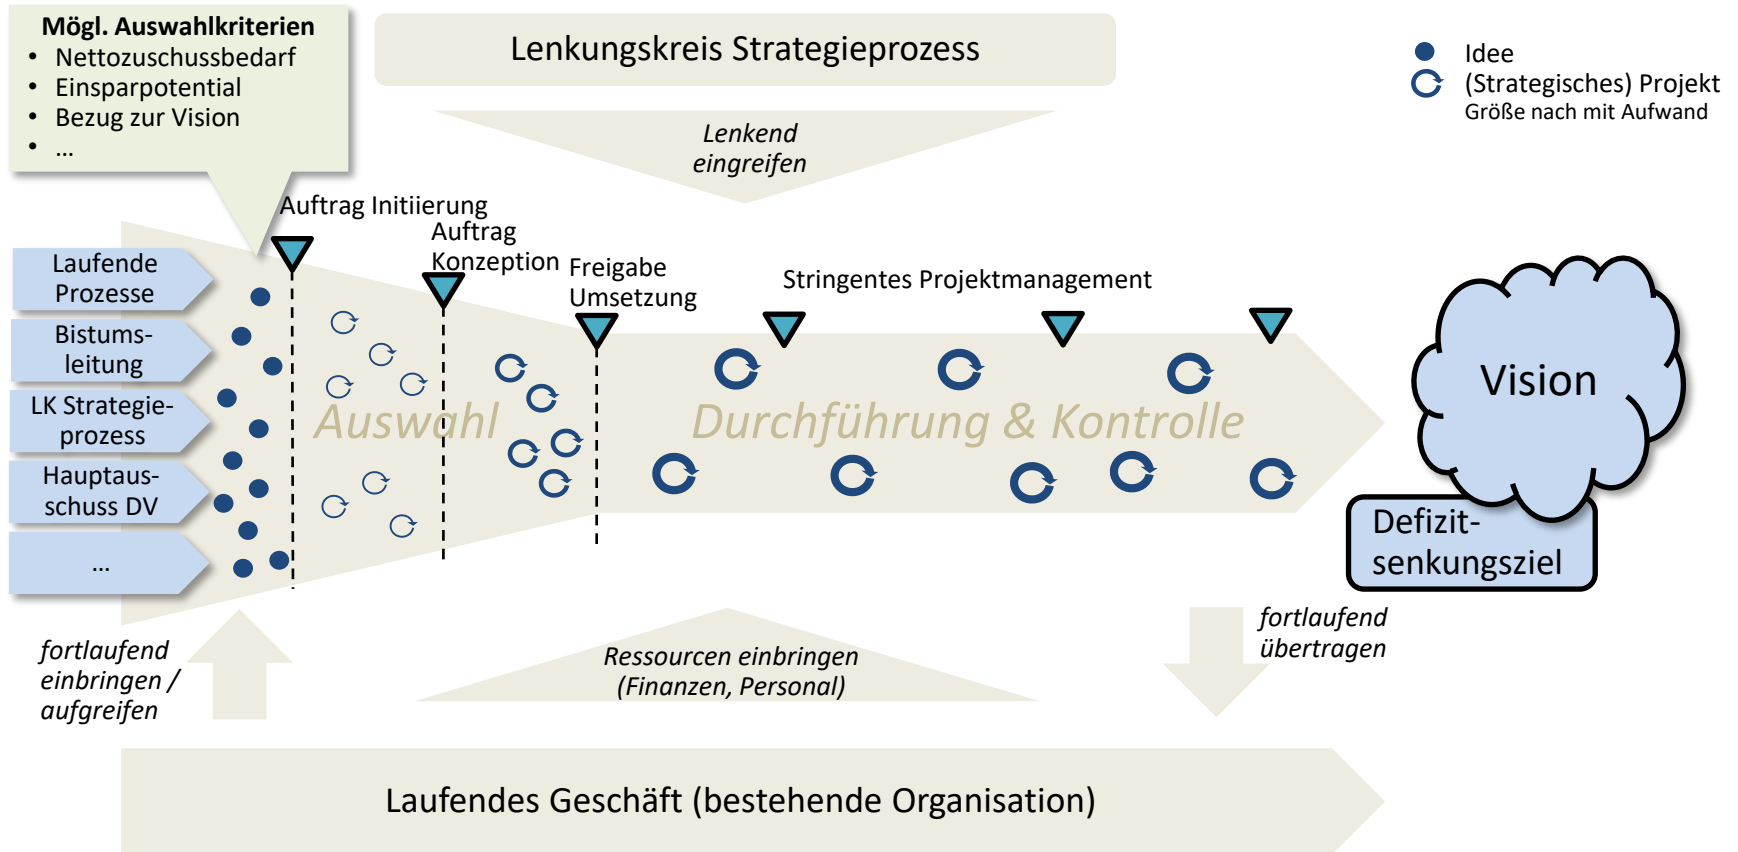 Mögl. Auswahlkriterien
• Nettozuschussbedarf
• Einsparpotential
• Bezug zur Vision
• ...
Lenkungskreis Strategieprozess
Lenkend
eingreifen
Idee
(Strategisches) Projekt
Größe nach mit Aufwand
Auftrag Initiierung
Auftrag
Konzeption
Freigabe
Umsetzung
Stringentes Projektmanagement
Laufende
Prozesse
Bistums-
leitung
LK Strategie-
prozess
Hauptaus-
schuss DV
...
Auswahl
Durchführung & Kontrolle
Vision
Defizit-
senkungsziel
fortlaufend
einbringen /
aufgreifen
Ressourcen einbringen
(Finanzen, Personal)
fortlaufend
übertragen
Laufendes Geschäft (bestehende Organisation)